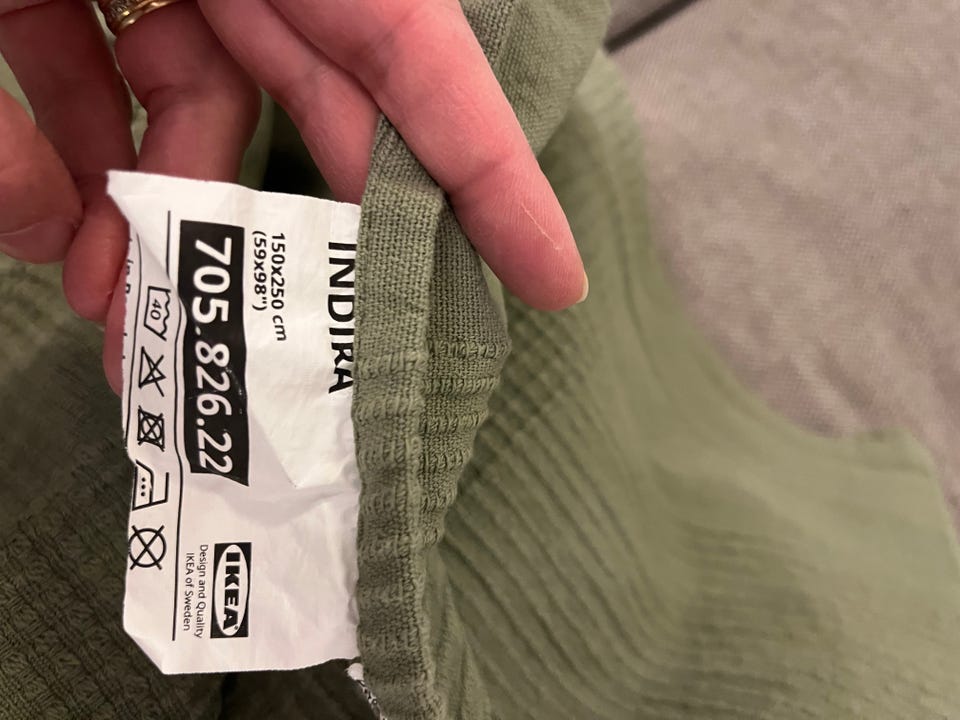 INDIRA
150x250 cm
(59x98")
705.826.22
IKEA
Design and Quality
IKEA of Sweden
40